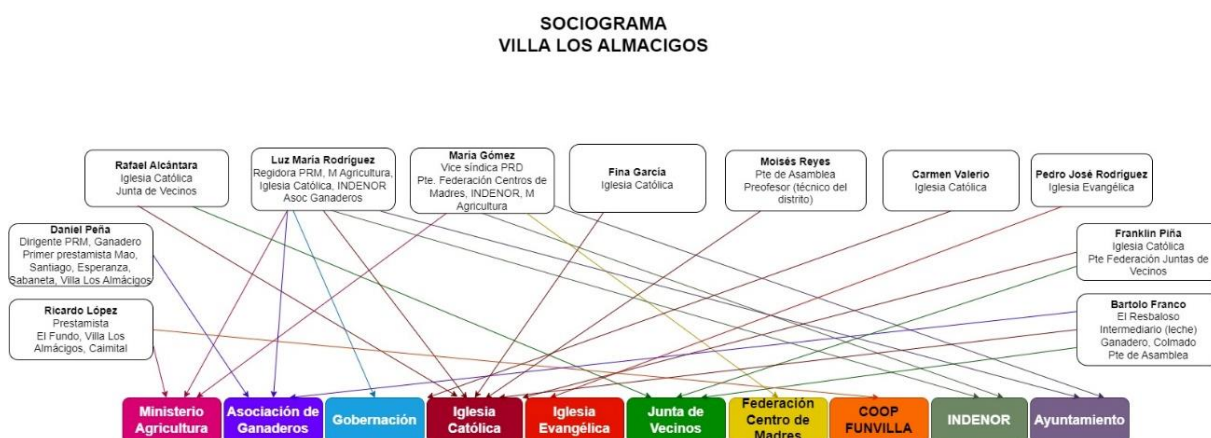 SOCIOGRAMA
VILLA LOS ALMACIGOS
Rafael Alcántara
Iglesia Católica
Junta de Vecinos
Luz María Rodríguez
Regidora PRM, M Agricultura,
Iglesia Católica, INDENOR
Asoc Ganaderos
María Gómez
Vice síndica PRD
Pte. Federación Centros de
Madres, INDENOR, M
Agricultura
Fina García
Iglesia Católica
Moisés Reyes
Pte de Asamblea
Preofesor (técnico del
distrito)
Carmen Valerio
Iglesia Católica
Pedro José Rodríguez
Iglesia Evangélica
Daniel Peña
Dirigente PRM, Ganadero
Primer prestamista Mao,
Santiago, Esperanza,
Sabaneta, Villa Los Almácigos
Franklin Piña
Iglesia Católica
Pte Federación Juntas de
Vecinos
Ricardo López
Prestamista
El Fundo, Villa Los
Almácigos, Caimital
Bartolo Franco
El Resbaloso
Intermediario (leche)
Ganadero, Colmado
Pte de Asamblea
Ministerio
Agricultura
Asociación de
Ganaderos
Gobernación
Iglesia
Católica
Iglesia
Evangélica
Junta de
Vecinos
Federación
Centro de
Madres
COOP
FUNVILLA
INDENOR
Ayuntamiento